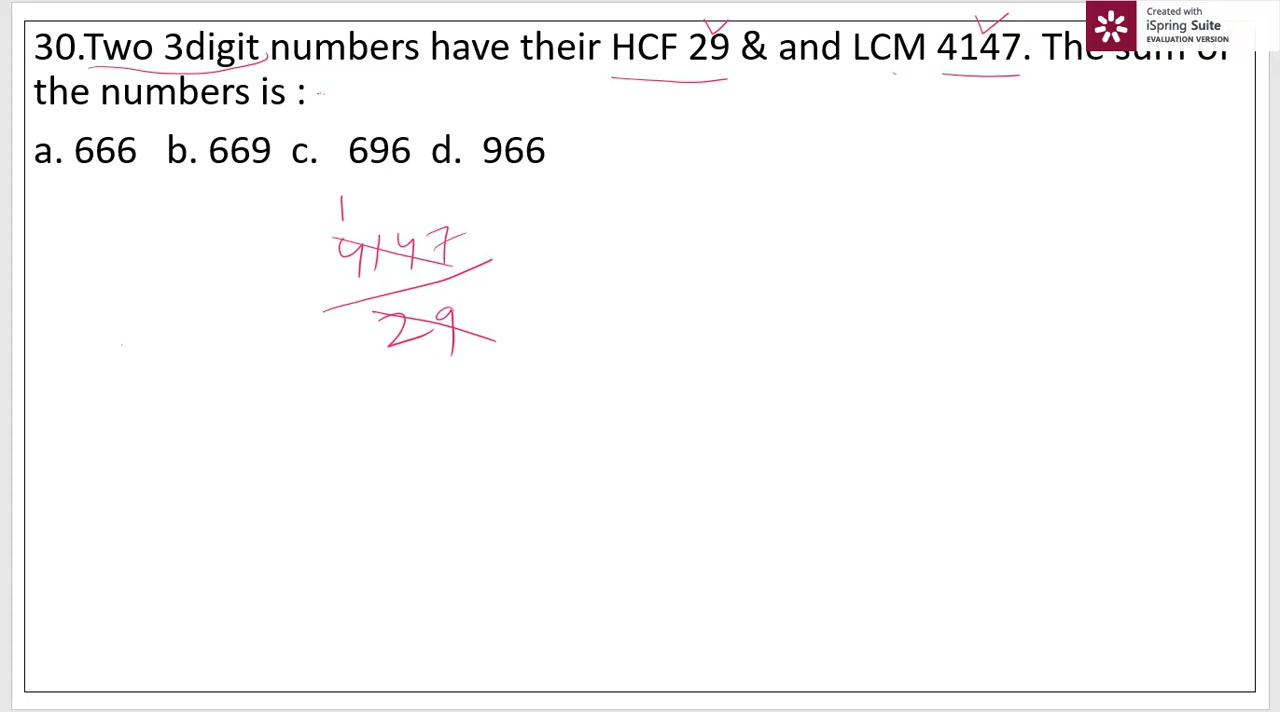 Created with
iSpring Suite
EVALUATION VERSION
30.Two 3digit numbers have their HCF 29 & and LCM 4147. The sum of
the numbers is :
a. 666 b. 669 c. 696 d. 966
1
4147
29